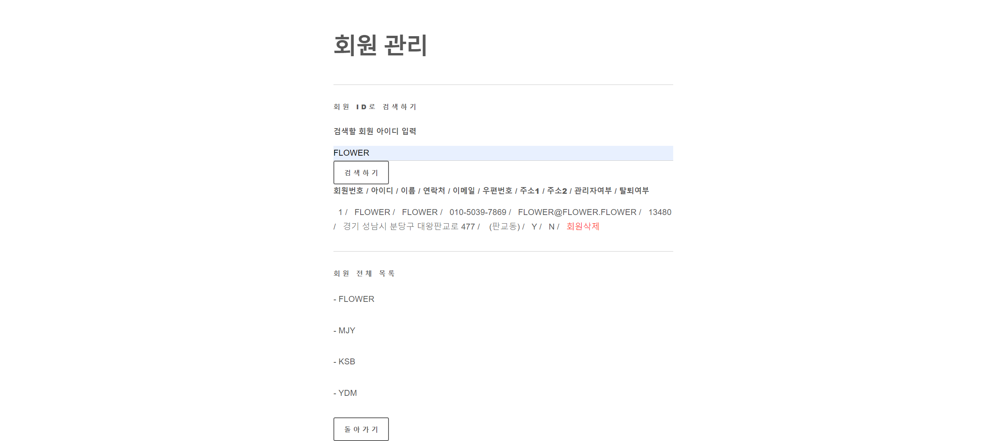 회원 관리
회원 ID로 검색하기
검색할 회원 아이디 입력
FLOWER
검색하기
회원번호 / 아이디 / 이름 / 연락처 / 이메일 / 우편번호 / 주소1 / 주소2 / 관리자여부 / 탈퇴여부
1 / FLOWER / FLOWER / 010-5039-7869 / FLOWER@FLOWER.FLOWER / 13480
/ 경기 성남시 분당구 대왕판교로 477 / (판교동) / Y / N / 회원삭제
회원 전체 목록
- FLOWER
- MJY
- KSB
- YDM
돌아가기